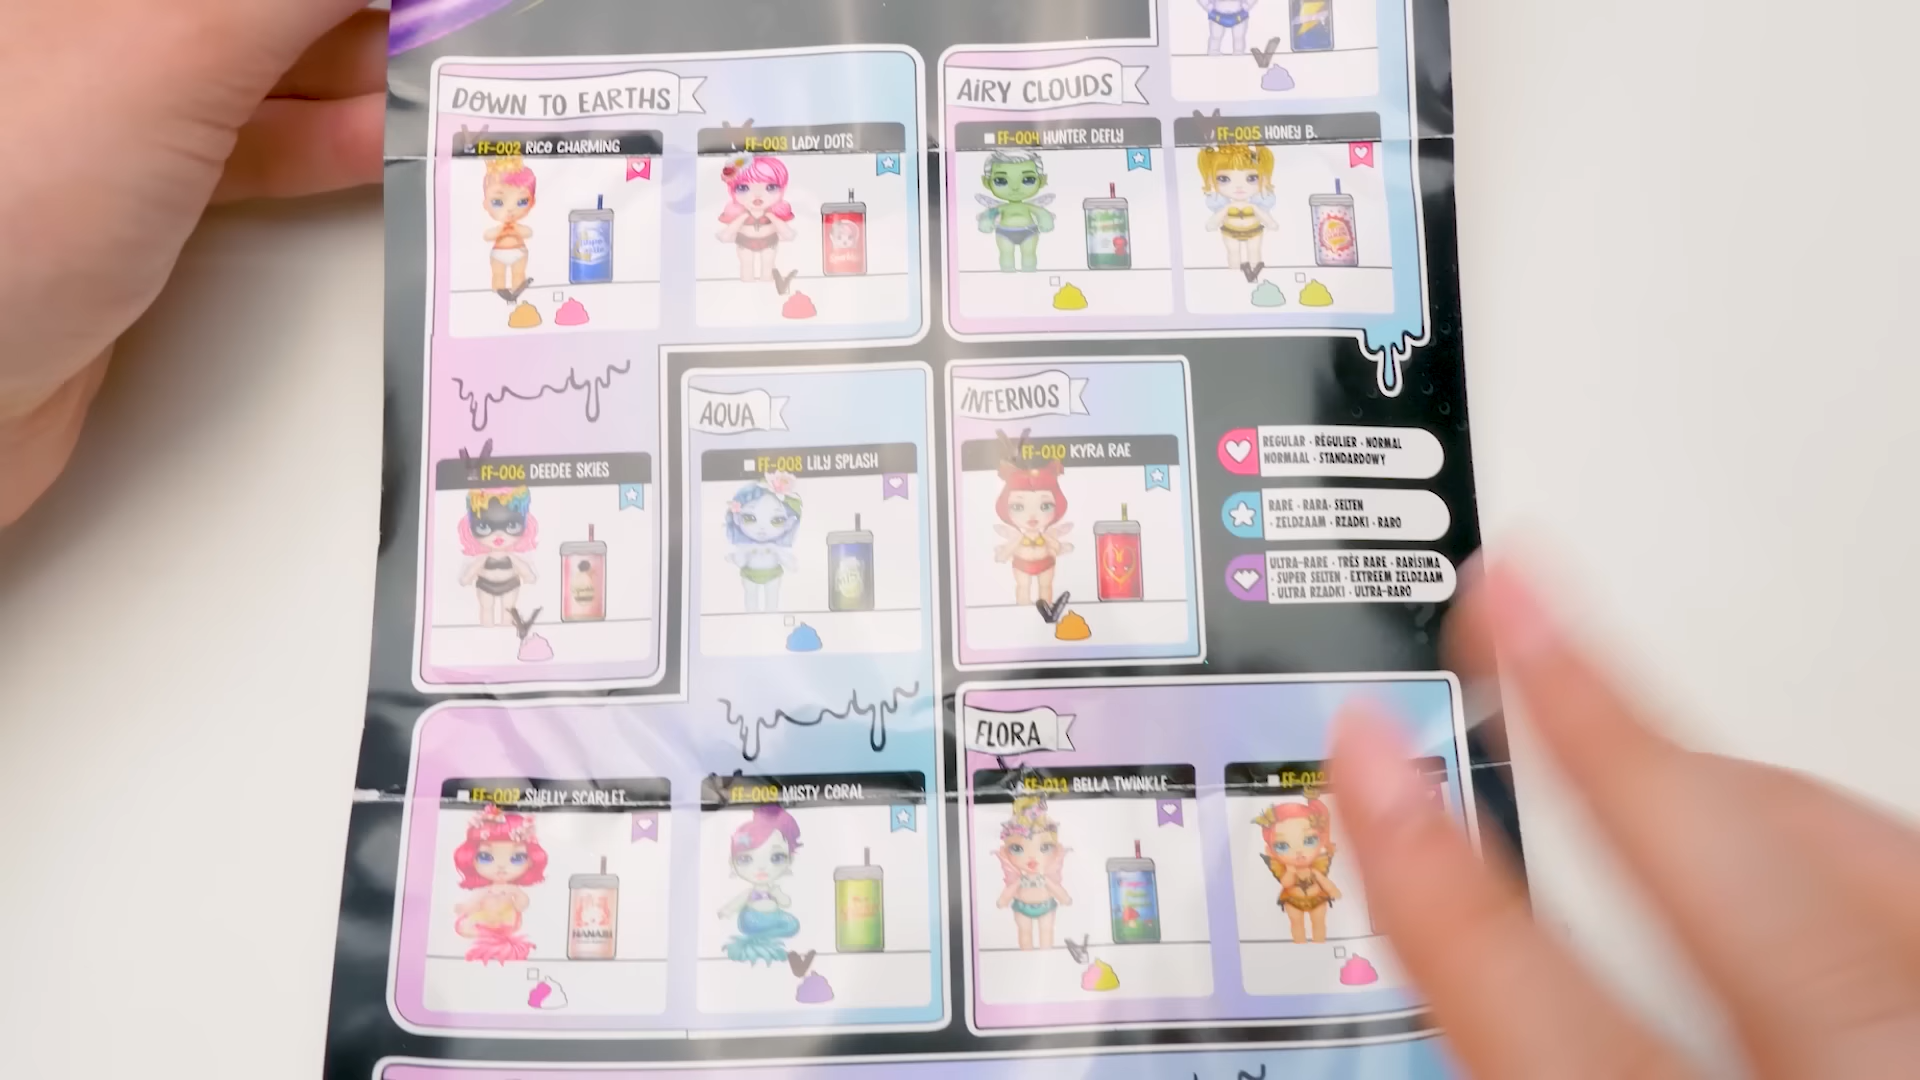 DOWN TO EARTHS
FF-002 RICO CHARMING
FF-003 LADY DOTS
AIRY CLOUDS
FF-004 HUNTER DEFLY
FF-005 HONEY B.
FF-006 DEEDEE SKIES
AQUA
FF-008 LILY SPLASH
INFERNOS
FF-010 KYRA RAE
REGULAR · RÉGULIER · NORMAL
NORMAAL · STANDARDOWY
RARE · RARA · SELTEN
· ZELDZAAM · RZADKI · RARO
ULTRA-RARE · TRÈS RARE · RARÍSIMA
· SUPER SELTEN · EXTREEM ZELDZAAM
· ULTRA RZADKI · ULTRA-RARO
FF-007 SHELLY SCARLET
FF-009 MISTY CORAL
FLORA
FF-011 BELLA TWINKLE
FF-012